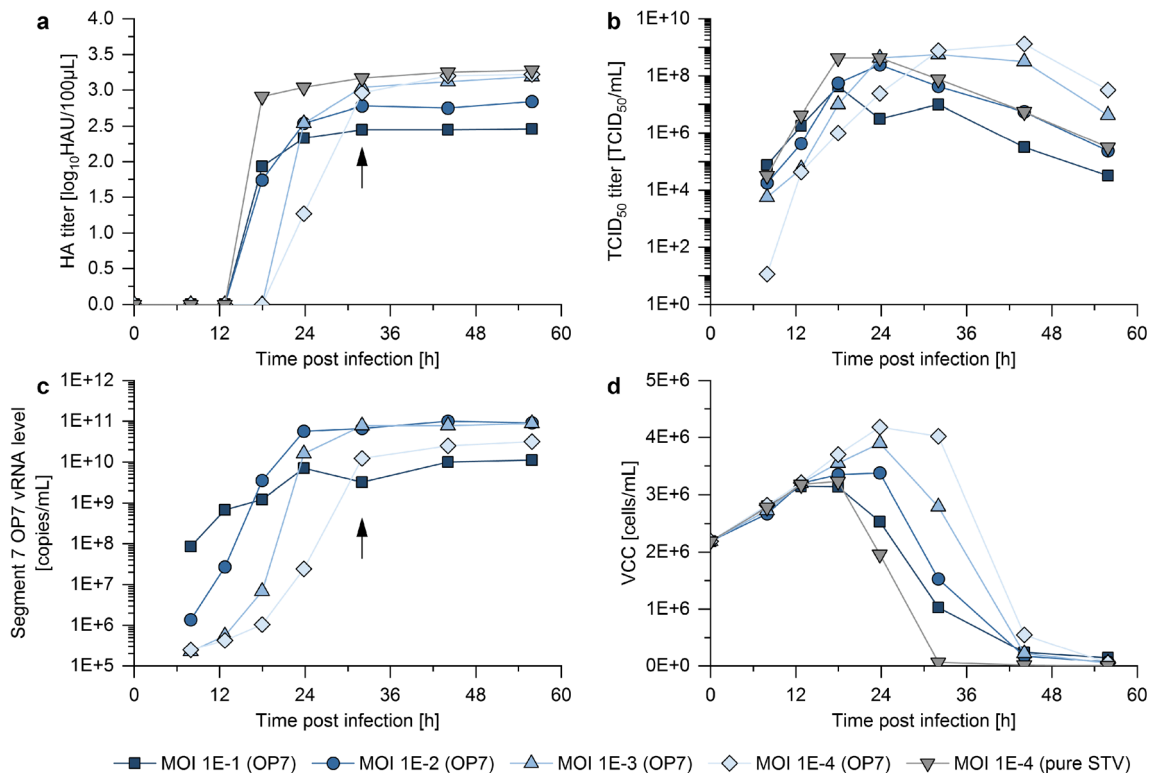 a
4.0
3.5
3.0
2.5
2.0
1.5
1.0
0.5
0.0
HA titer [log₁₀HAU/100µL]
0 12 24 36 48 60
Time post infection [h]
b
1E+10
1E+8
1E+6
1E+4
1E+2
1E+0
TCID₅₀ titer [TCID₅₀/mL]
0 12 24 36 48 60
Time post infection [h]
c
1E+12
1E+11
1E+10
1E+9
1E+8
1E+7
1E+6
1E+5
Segment 7 OP7 vRNA level
[copies/mL]
0 12 24 36 48 60
Time post infection [h]
d
5E+6
4E+6
3E+6
2E+6
1E+6
0E+0
VCC [cells/mL]
0 12 24 36 48 60
Time post infection [h]
MOI 1E-1 (OP7) MOI 1E-2 (OP7) MOI 1E-3 (OP7) MOI 1E-4 (OP7) MOI 1E-4 (pure STV)